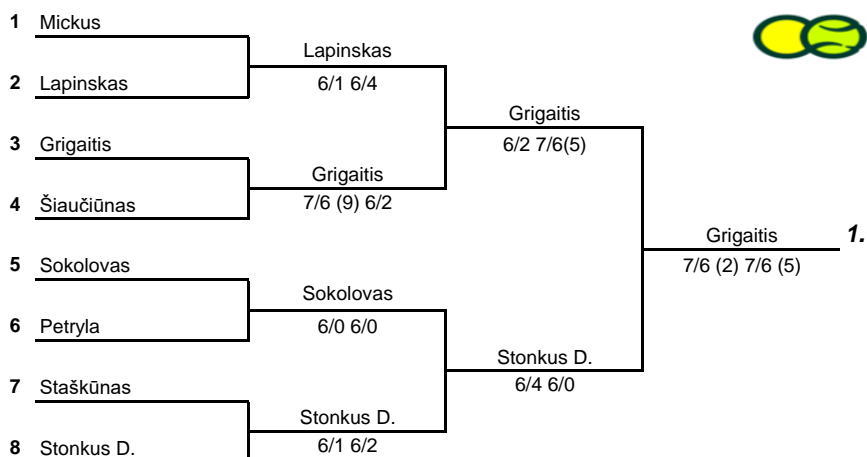 1 Mickus
Lapinskas
2 Lapinskas 6/1 6/4
Grigaitis
3 Grigaitis 6/2 7/6(5)
Grigaitis
4 Šiaučiūnas 7/6 (9) 6/2
Grigaitis 1.
5 Sokolovas 7/6 (2) 7/6 (5)
Sokolovas
6 Petryla 6/0 6/0
Stonkus D.
7 Staškūnas 6/4 6/0
Stonkus D.
8 Stonkus D. 6/1 6/2